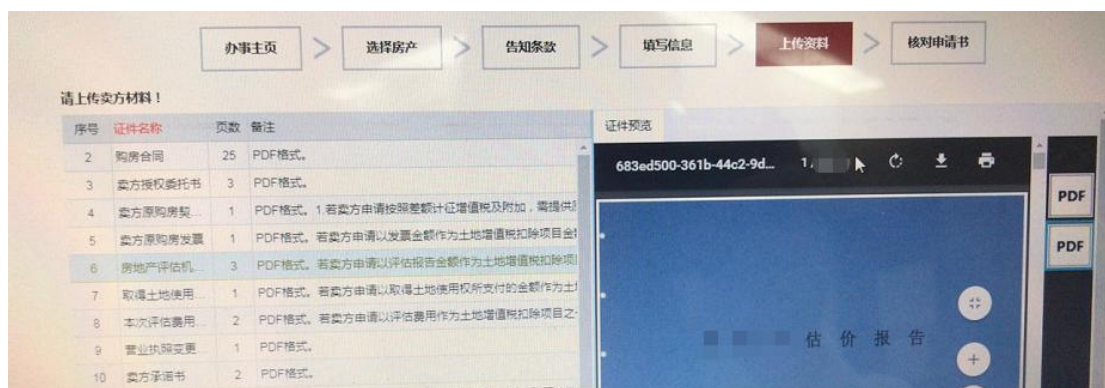 办事主页 > 选择房产 > 告知条款 > 填写信息 > 上传资料 > 核对申请书
请上传卖方材料！
序号 证件名称 页数 备注
2 购房合同 25 PDF格式。
3 卖方授权委托书 3 PDF格式。
4 卖方原购房契... 1 PDF格式。1.若卖方申请按照差额计征增值税及附加，需提供
5 卖方原购房发票 1 PDF格式。若卖方申请以发票金额作为土地增值税扣除项目金
6 房地产评估机... 3 PDF格式。若卖方申请以评估报告金额作为土地增值税扣除项
7 取得土地使用... 1 PDF格式。若卖方申请以取得土地使用权所支付的金额作为土
8 本次评估费用... 2 PDF格式。若卖方申请以评估费用作为土地增值税扣除项目之
9 营业执照变更 1 PDF格式。
10 卖方承诺书 2 PDF格式。
证件预览
683ed500-361b-44c2-9d...
估价报告
PDF
PDF